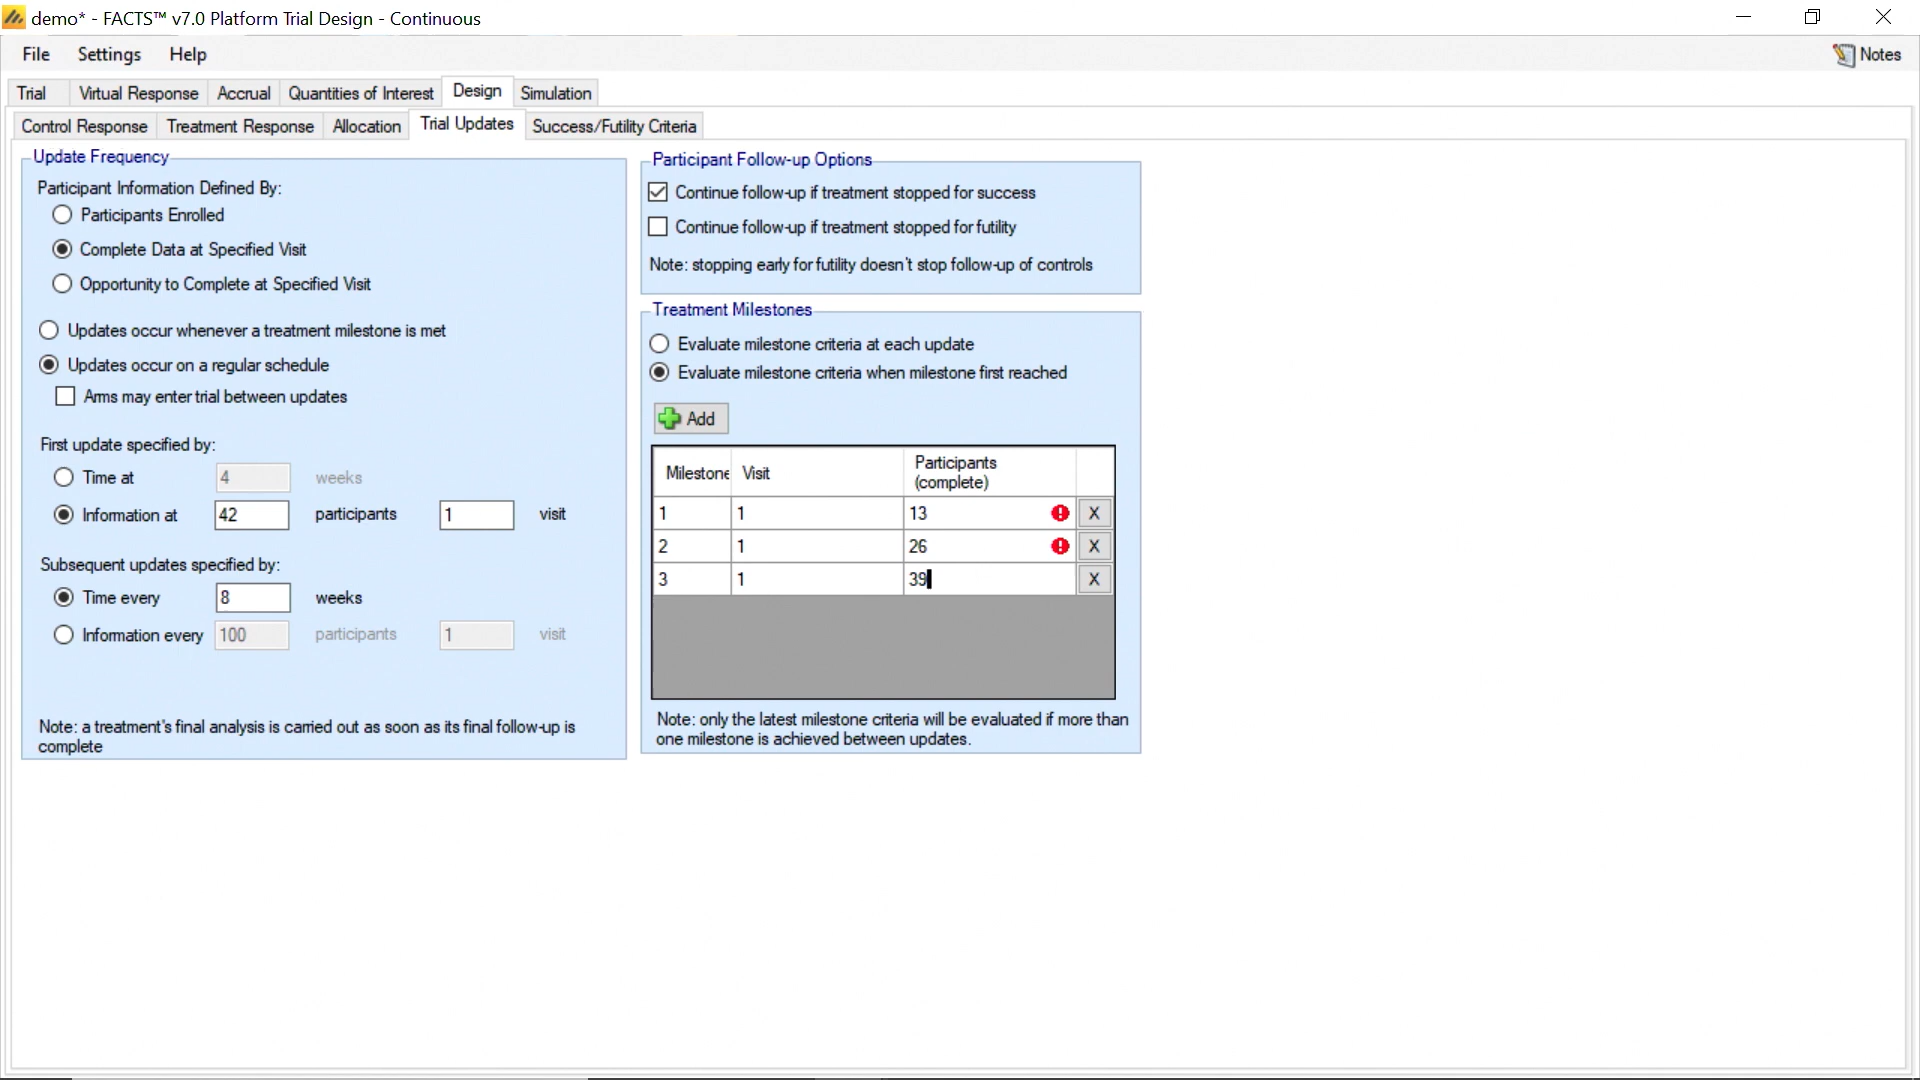 demo* - FACTS™ v7.0 Platform Trial Design - Continuous
File Settings Help Notes
Trial Virtual Response Accrual Quantities of Interest Design Simulation
Control Response Treatment Response Allocation Trial Updates Success/Futility Criteria
Update Frequency
Participant Information Defined By:
Participants Enrolled
Complete Data at Specified Visit
Opportunity to Complete at Specified Visit
Updates occur whenever a treatment milestone is met
Updates occur on a regular schedule
Arms may enter trial between updates
First update specified by:
Time at 4 weeks
Information at 42 participants 1 visit
Subsequent updates specified by:
Time every 8 weeks
Information every 100 participants 1 visit
Note: a treatment's final analysis is carried out as soon as its final follow-up is
complete
Participant Follow-up Options
Continue follow-up if treatment stopped for success
Continue follow-up if treatment stopped for futility
Note: stopping early for futility doesn't stop follow-up of controls
Treatment Milestones
Evaluate milestone criteria at each update
Evaluate milestone criteria when milestone first reached
Add
Milestone Visit Participants
(complete)
1 1 13 X
2 1 26 X
3 1 39 X
Note: only the latest milestone criteria will be evaluated if more than
one milestone is achieved between updates.